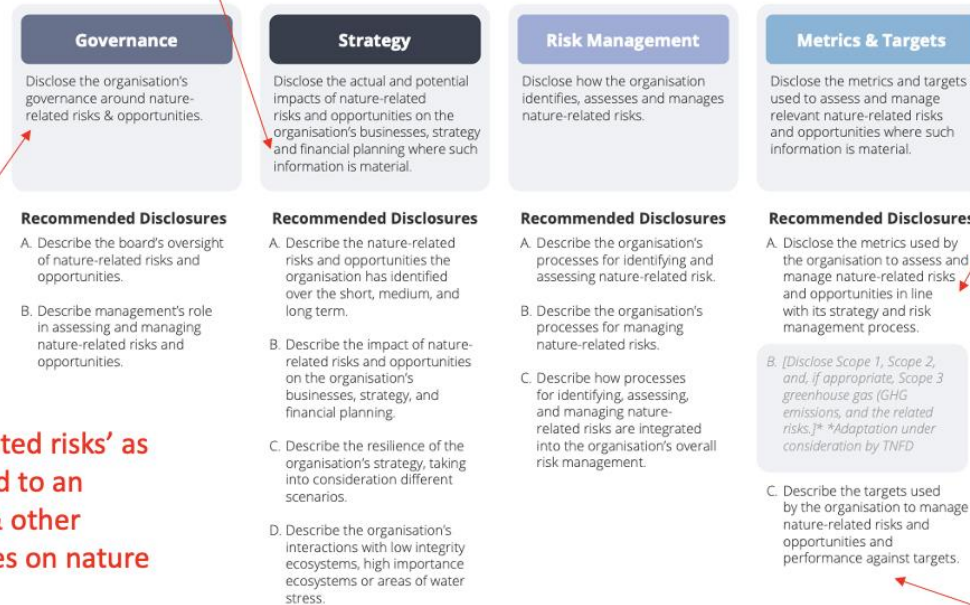 Governance
Disclose the organisation's
governance around nature-
related risks & opportunities.
Recommended Disclosures
A. Describe the board's oversight
of nature-related risks and
opportunities.
B. Describe management's role
in assessing and managing
nature-related risks and
opportunities.
ted risks' as
d to an
& other
es on nature
Strategy
Disclose the actual and potential
impacts of nature-related
risks and opportunities on the
organisation's businesses, strategy
and financial planning where such
information is material.
Recommended Disclosures
A. Describe the nature-related
risks and opportunities the
organisation has identified
over the short, medium, and
long term.
B. Describe the impact of nature-
related risks and opportunities
on the organisation's
businesses, strategy, and
financial planning.
C. Describe the resilience of the
organisation's strategy, taking
into consideration different
scenarios.
D. Describe the organisation's
interactions with low integrity
ecosystems, high importance
ecosystems or areas of water
stress.
Risk Management
Disclose how the organisation
identifies, assesses and manages
nature-related risks.
Recommended Disclosures
A. Describe the organisation's
processes for identifying and
assessing nature-related risk.
B. Describe the organisation's
processes for managing
nature-related risks.
C. Describe how processes
for identifying, assessing,
and managing nature-
related risks are integrated
into the organisation's overall
risk management.
Metrics & Targets
Disclose the metrics and targets
used to assess and manage
relevant nature-related risks
and opportunities where such
information is material.
Recommended Disclosures
A. Disclose the metrics used by
the organisation to assess and
manage nature-related risks
and opportunities in line
with its strategy and risk
management process.
B. [Disclose Scope 1, Scope 2,
and, if appropriate, Scope 3
greenhouse gas (GHG
emissions, and the related
risks.]* *Adaptation under
consideration by TNFD
C. Describe the targets used
by the organisation to manage
nature-related risks and
opportunities and
performance against targets.